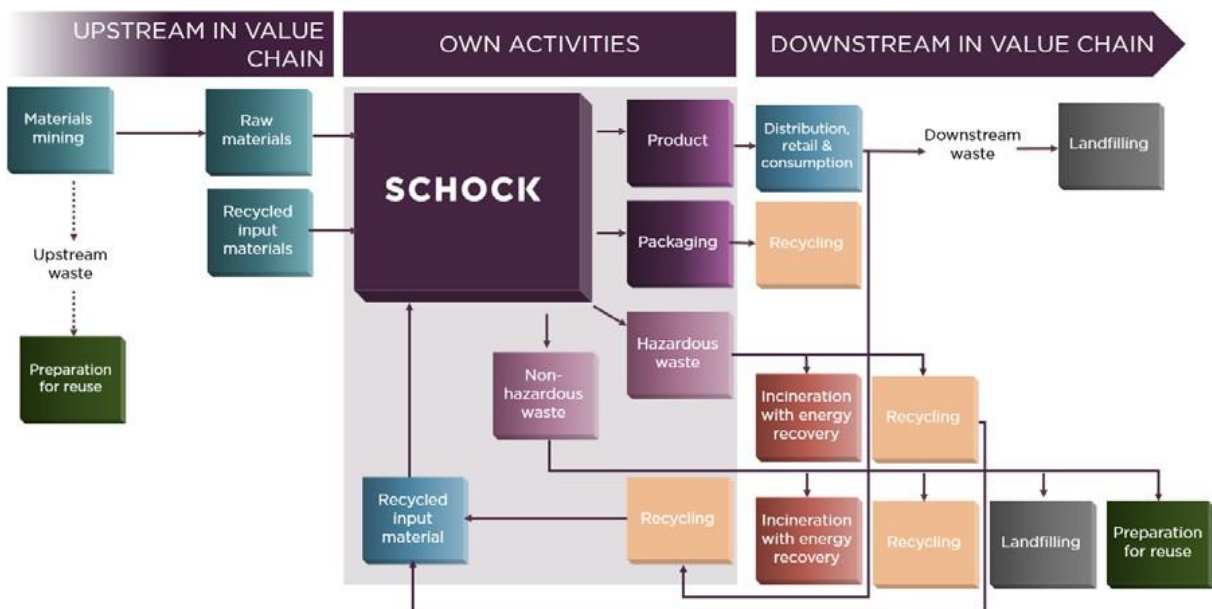 UPSTREAM IN VALUE
CHAIN
OWN ACTIVITIES
DOWNSTREAM IN VALUE CHAIN
Materials
mining
Raw
materials
Recycled
input
materials
Upstream
waste
Preparation
for reuse
SCHOCK
Product
Packaging
Hazardous
waste
Non-
hazardous
waste
Recycled
input
material
Recycling
Distribution,
retail &
consumption
Downstream
waste
Landfilling
Recycling
Incineration
with energy
recovery
Recycling
Incineration
with energy
recovery
Recycling
Landfilling
Preparation
for reuse